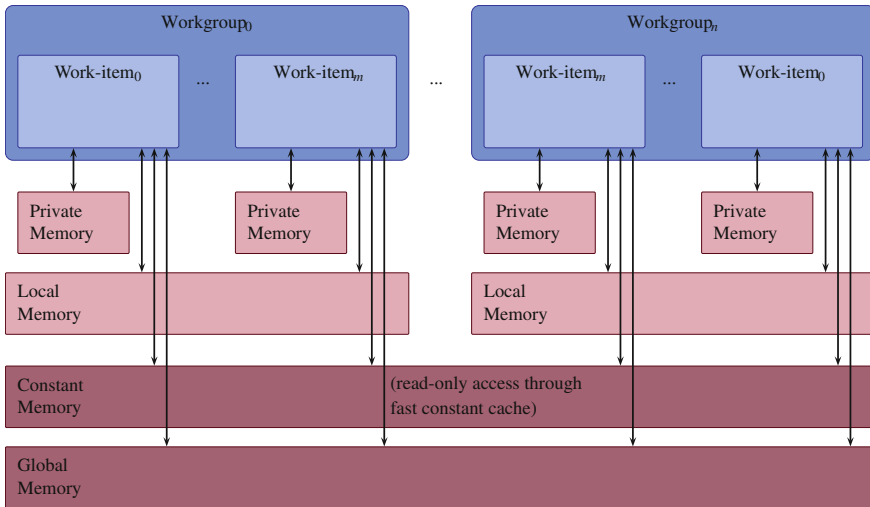 Workgroup₀
Workgroupₙ
Work-item₀
...
Work-itemₘ
...
Work-itemₘ
...
Work-item₀
Private
Memory
Private
Memory
Private
Memory
Private
Memory
Local
Memory
Local
Memory
Constant
Memory
(read-only access through
fast constant cache)
Global
Memory